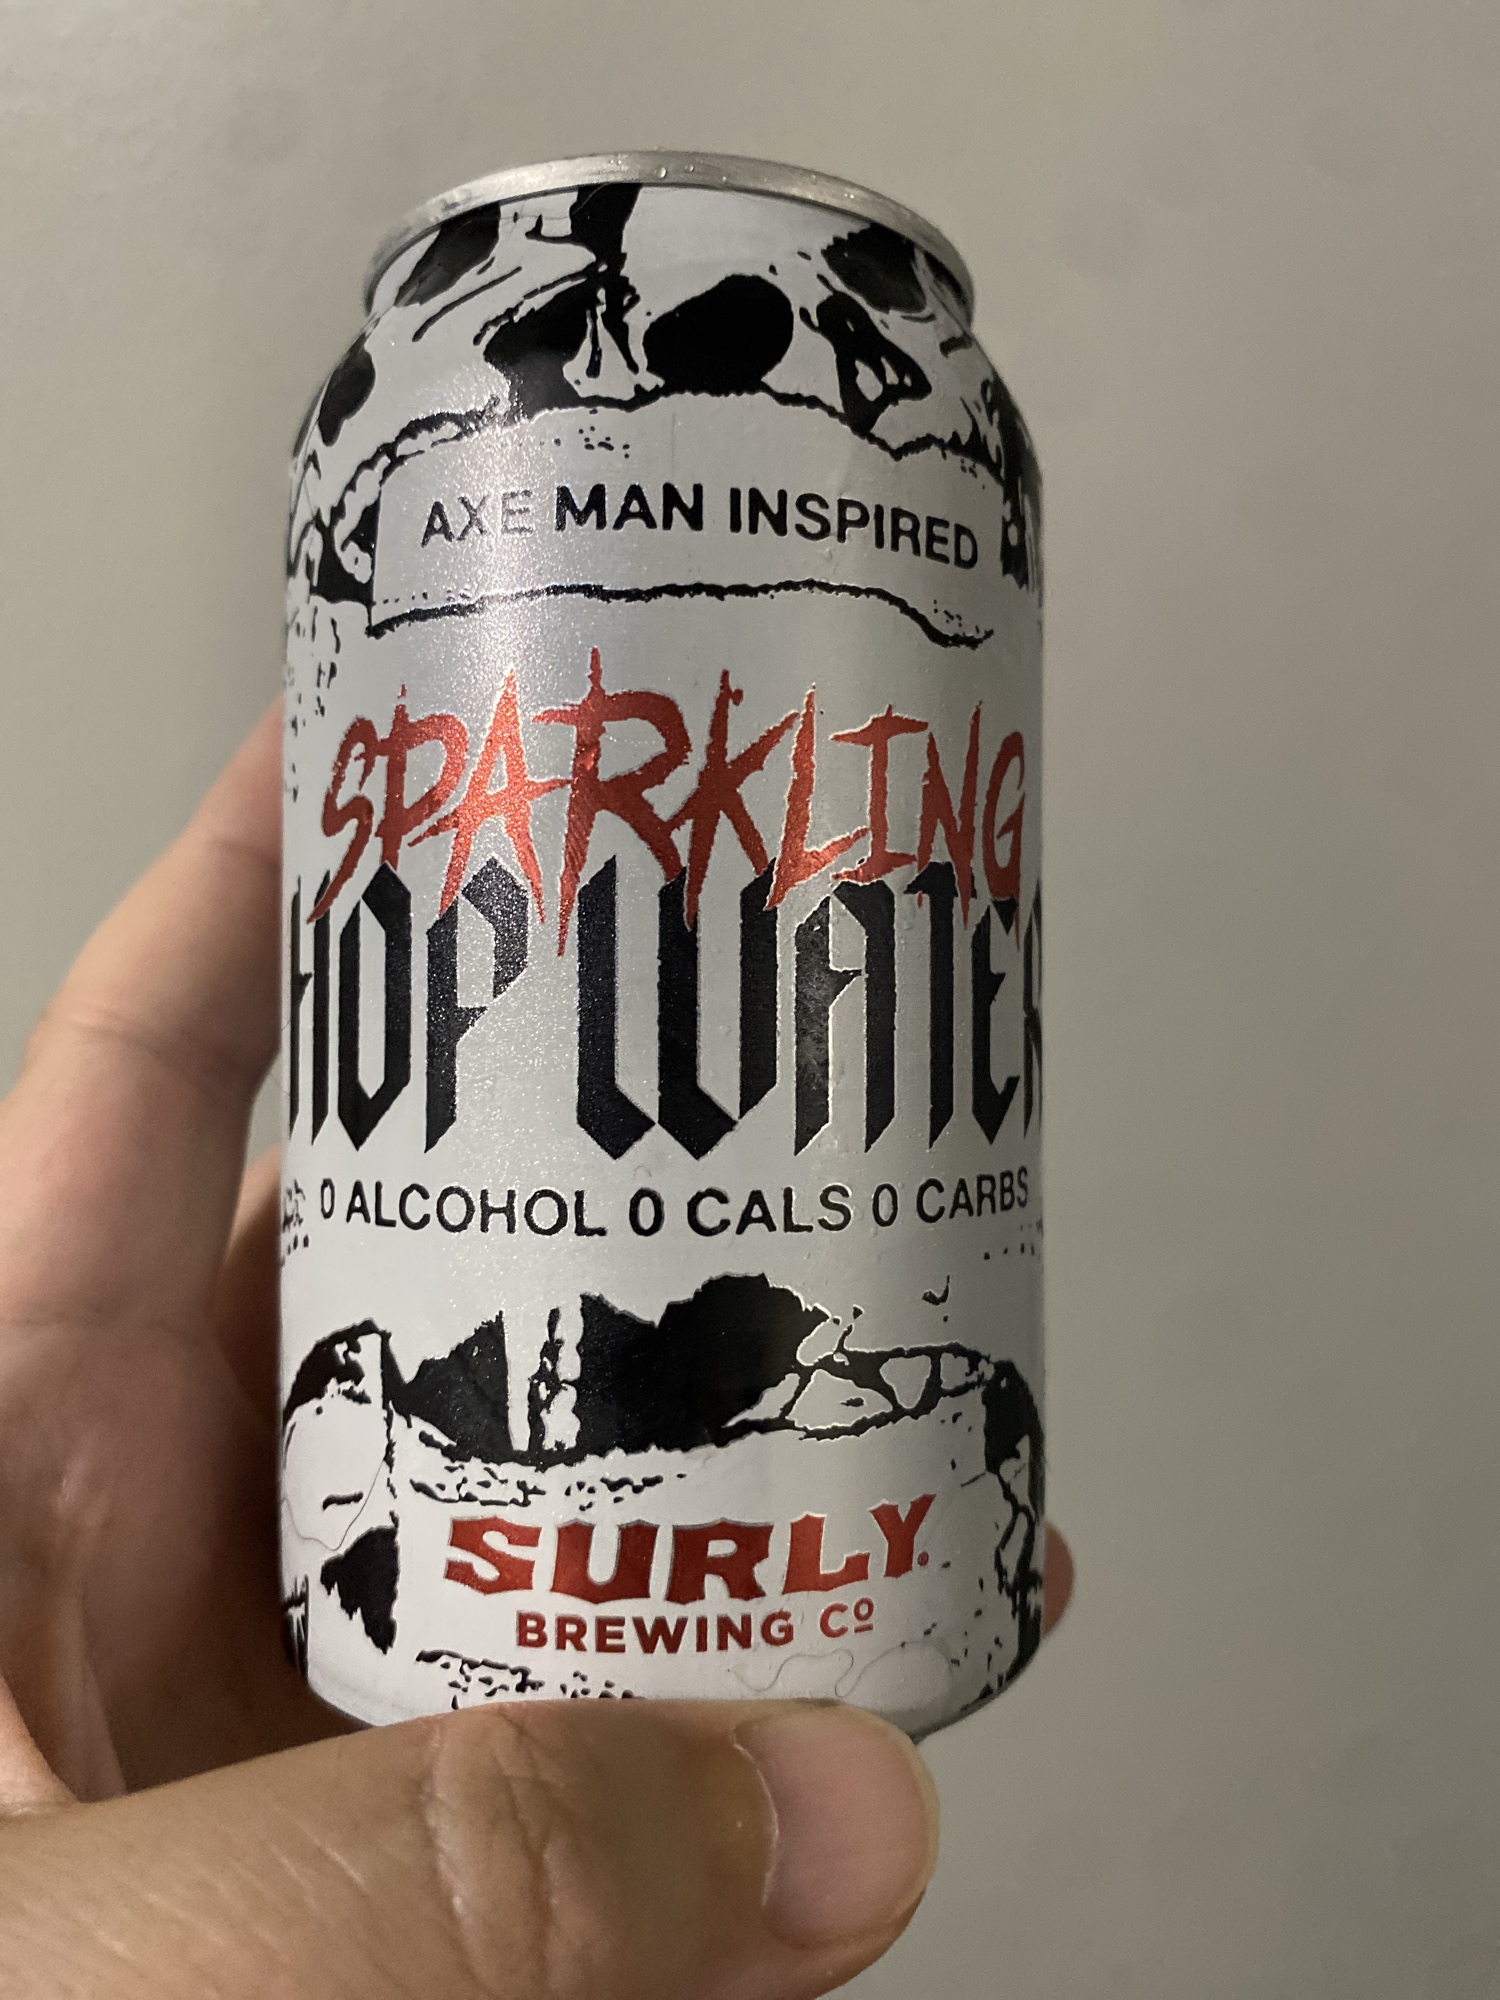 AXE MAN INSPIRED
SPARKLING
HOP WATER
0 ALCOHOL 0 CALS 0 CARBS
SURLY.
BREWING Cº